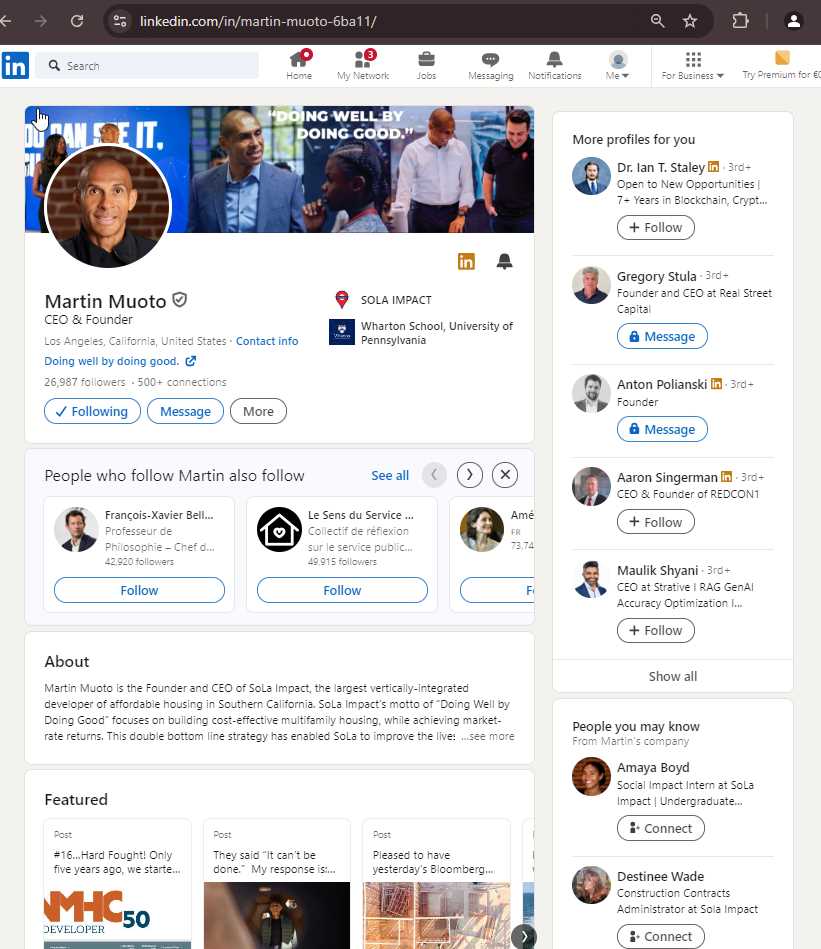 linkedin.com/in/martin-muoto-6ba11/
in
Search
Home
3
My Network
Jobs
Messaging
Notifications
Me
For Business
Try Premium for €0
"DOING WELL BY
DOING GOOD."
in
Martin Muoto
CEO & Founder
Los Angeles, California, United States · Contact info
Doing well by doing good.
26,987 followers · 500+ connections
Following
Message
More
SOLA IMPACT
Wharton School, University of
Pennsylvania
People who follow Martin also follow
See all
François-Xavier Bell...
Professeur de
Philosophie – Chef d...
42,920 followers
Follow
Le Sens du Service ...
Collectif de réflexion
sur le service public...
49,915 followers
Follow
Amé
FR
73,74
F
About
Martin Muoto is the Founder and CEO of SoLa Impact, the largest vertically-integrated
developer of affordable housing in Southern California. SoLa Impact's motto of "Doing Well by
Doing Good" focuses on building cost-effective multifamily housing, while achieving market-
rate returns. This double bottom line strategy has enabled SoLa to improve the lives ...see more
Featured
Post
#16...Hard Fought! Only
five years ago, we starte...
NMHC 50
DEVELOPER
Post
They said "It can't be
done." My response is:...
Post
Pleased to have
yesterday's Bloomberg...
More profiles for you
Dr. Ian T. Staley in · 3rd+
Open to New Opportunities |
7+ Years in Blockchain, Crypt...
+ Follow
Gregory Stula · 3rd+
Founder and CEO at Real Street
Capital
Message
Anton Polianski in · 3rd+
Founder
Message
Aaron Singerman in · 3rd+
CEO & Founder of REDCON1
+ Follow
Maulik Shyani · 3rd+
CEO at Strative I RAG GenAI
Accuracy Optimization I...
+ Follow
Show all
People you may know
From Martin's company
Amaya Boyd
Social Impact Intern at SoLa
Impact | Undergraduate...
Connect
Destinee Wade
Construction Contracts
Administrator at Sola Impact
Connect